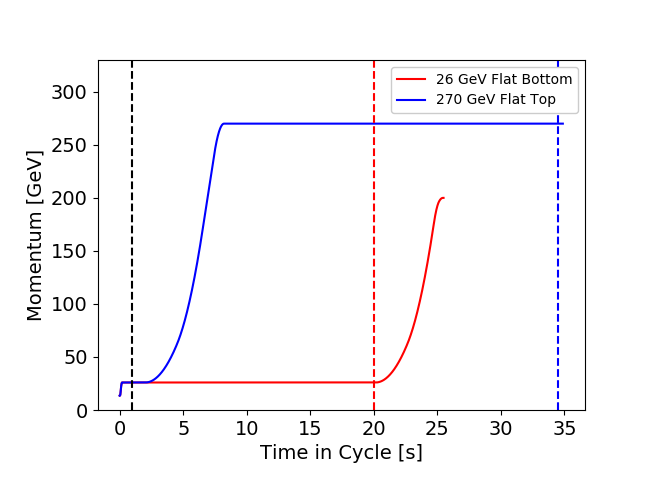 26 GeV Flat Bottom
270 GeV Flat Top
Momentum [GeV]
300
250
200
150
100
50
0
0 5 10 15 20 25 30 35
Time in Cycle [s]